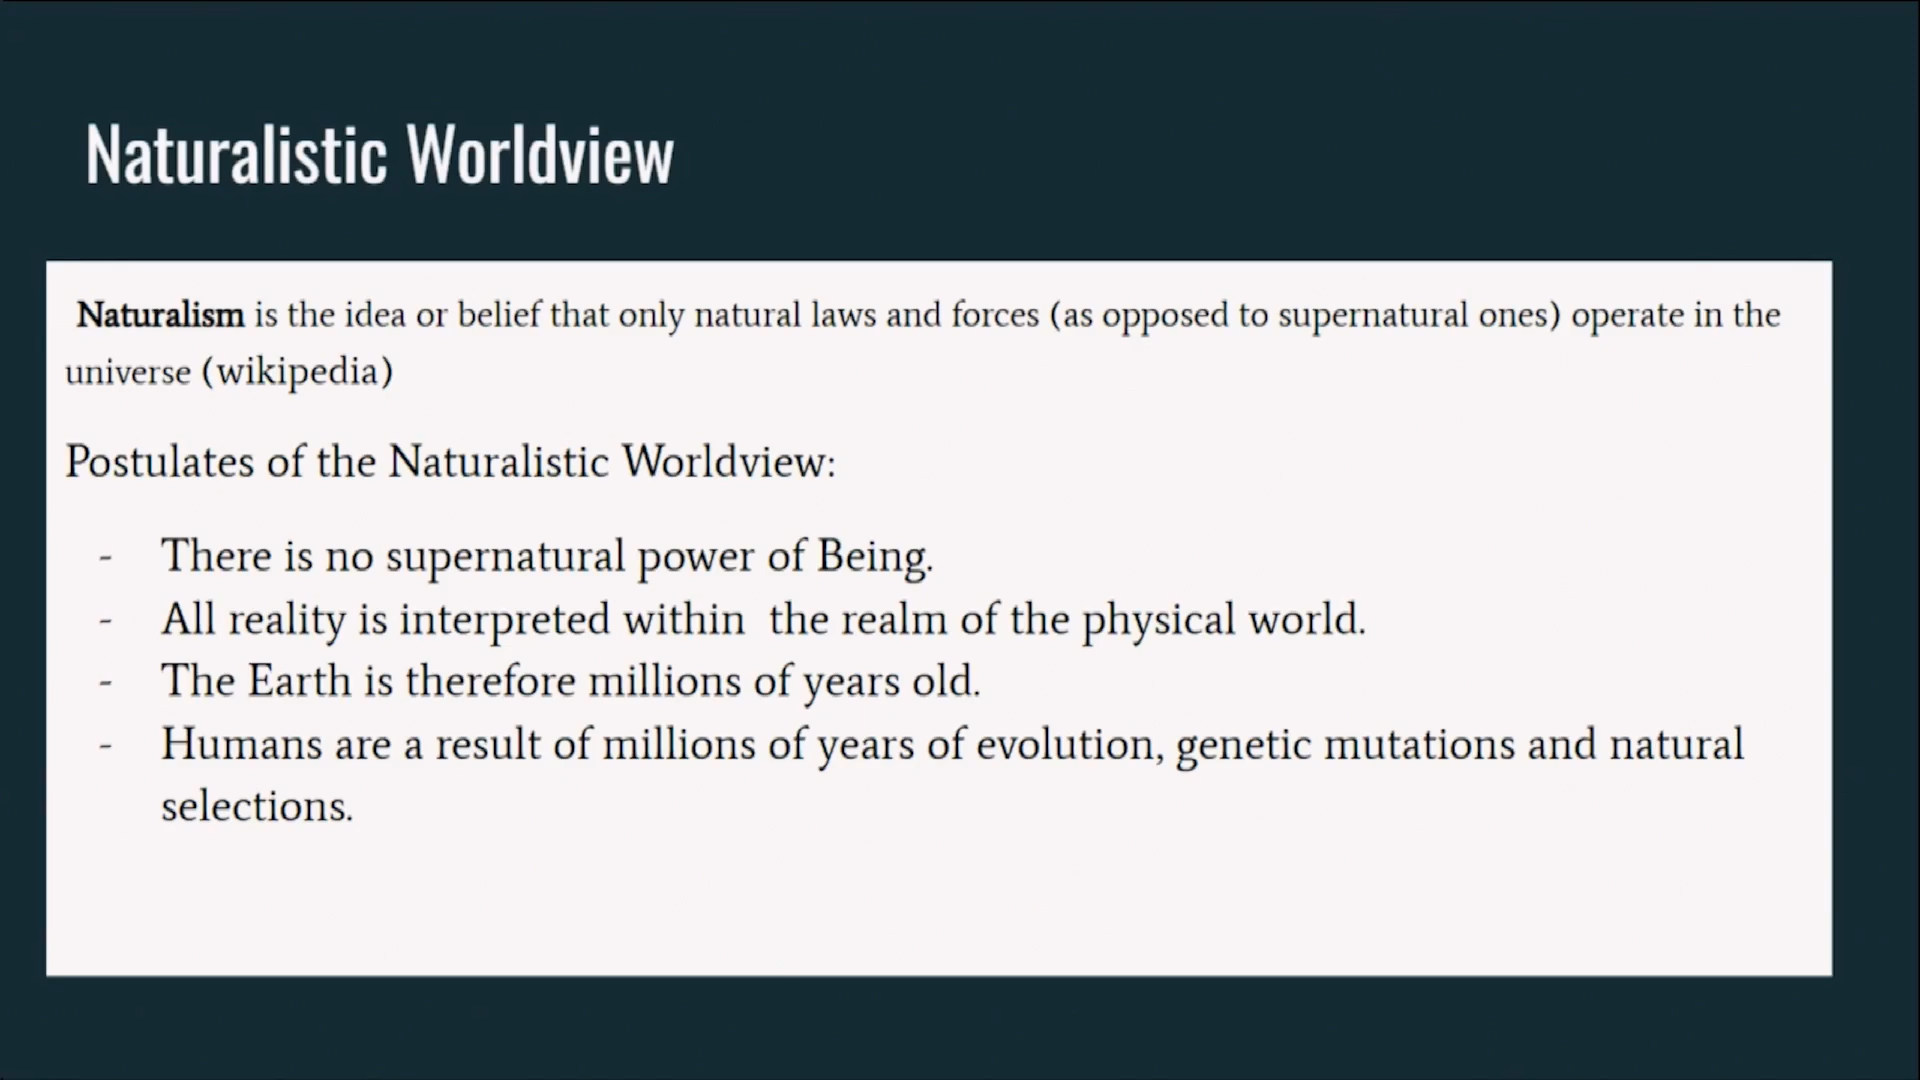 Naturalistic Worldview
Naturalism is the idea or belief that only natural laws and forces (as opposed to supernatural ones) operate in the
universe (wikipedia)
Postulates of the Naturalistic Worldview:
- There is no supernatural power of Being.
- All reality is interpreted within the realm of the physical world.
- The Earth is therefore millions of years old.
- Humans are a result of millions of years of evolution, genetic mutations and natural
selections.